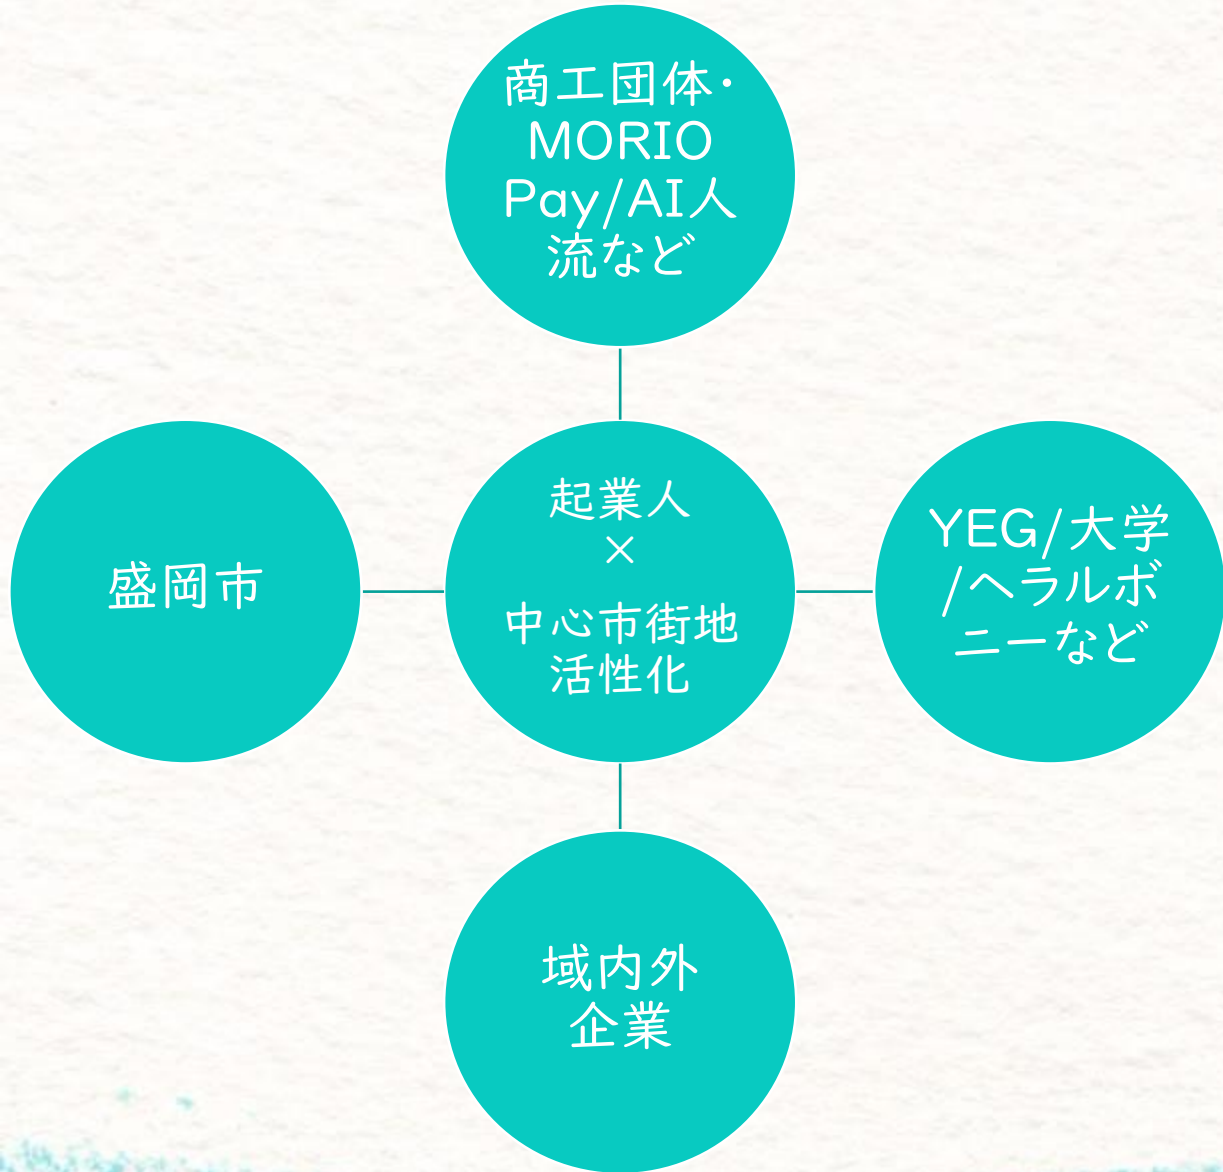 商工団体・
MORIO
Pay/AI人
流など
盛岡市
起業人
×
中心市街地
活性化
YEG/大学
/ヘラルボ
ニーなど
域内外
企業